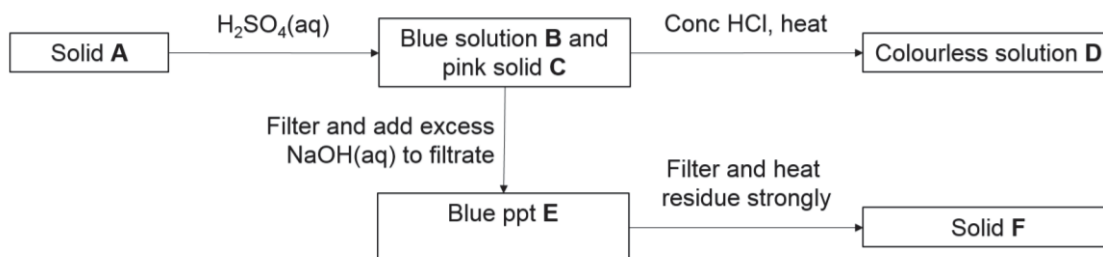 H₂SO₄(aq)
Conc HCl, heat
Solid A
Blue solution B and
pink solid C
Colourless solution D
Filter and add excess
NaOH(aq) to filtrate
Filter and heat
residue strongly
Blue ppt E
Solid F